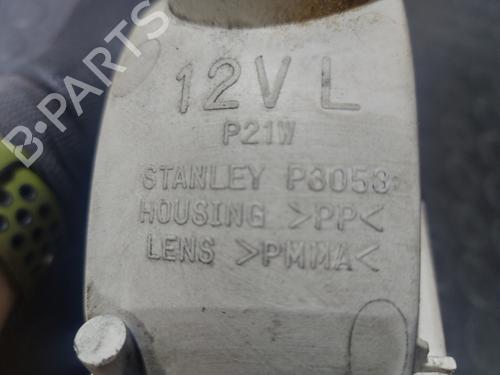 12V L
P21W
STANLEY P3053
HOUSING >PP<
LENS >PMMA<
B-PARTS